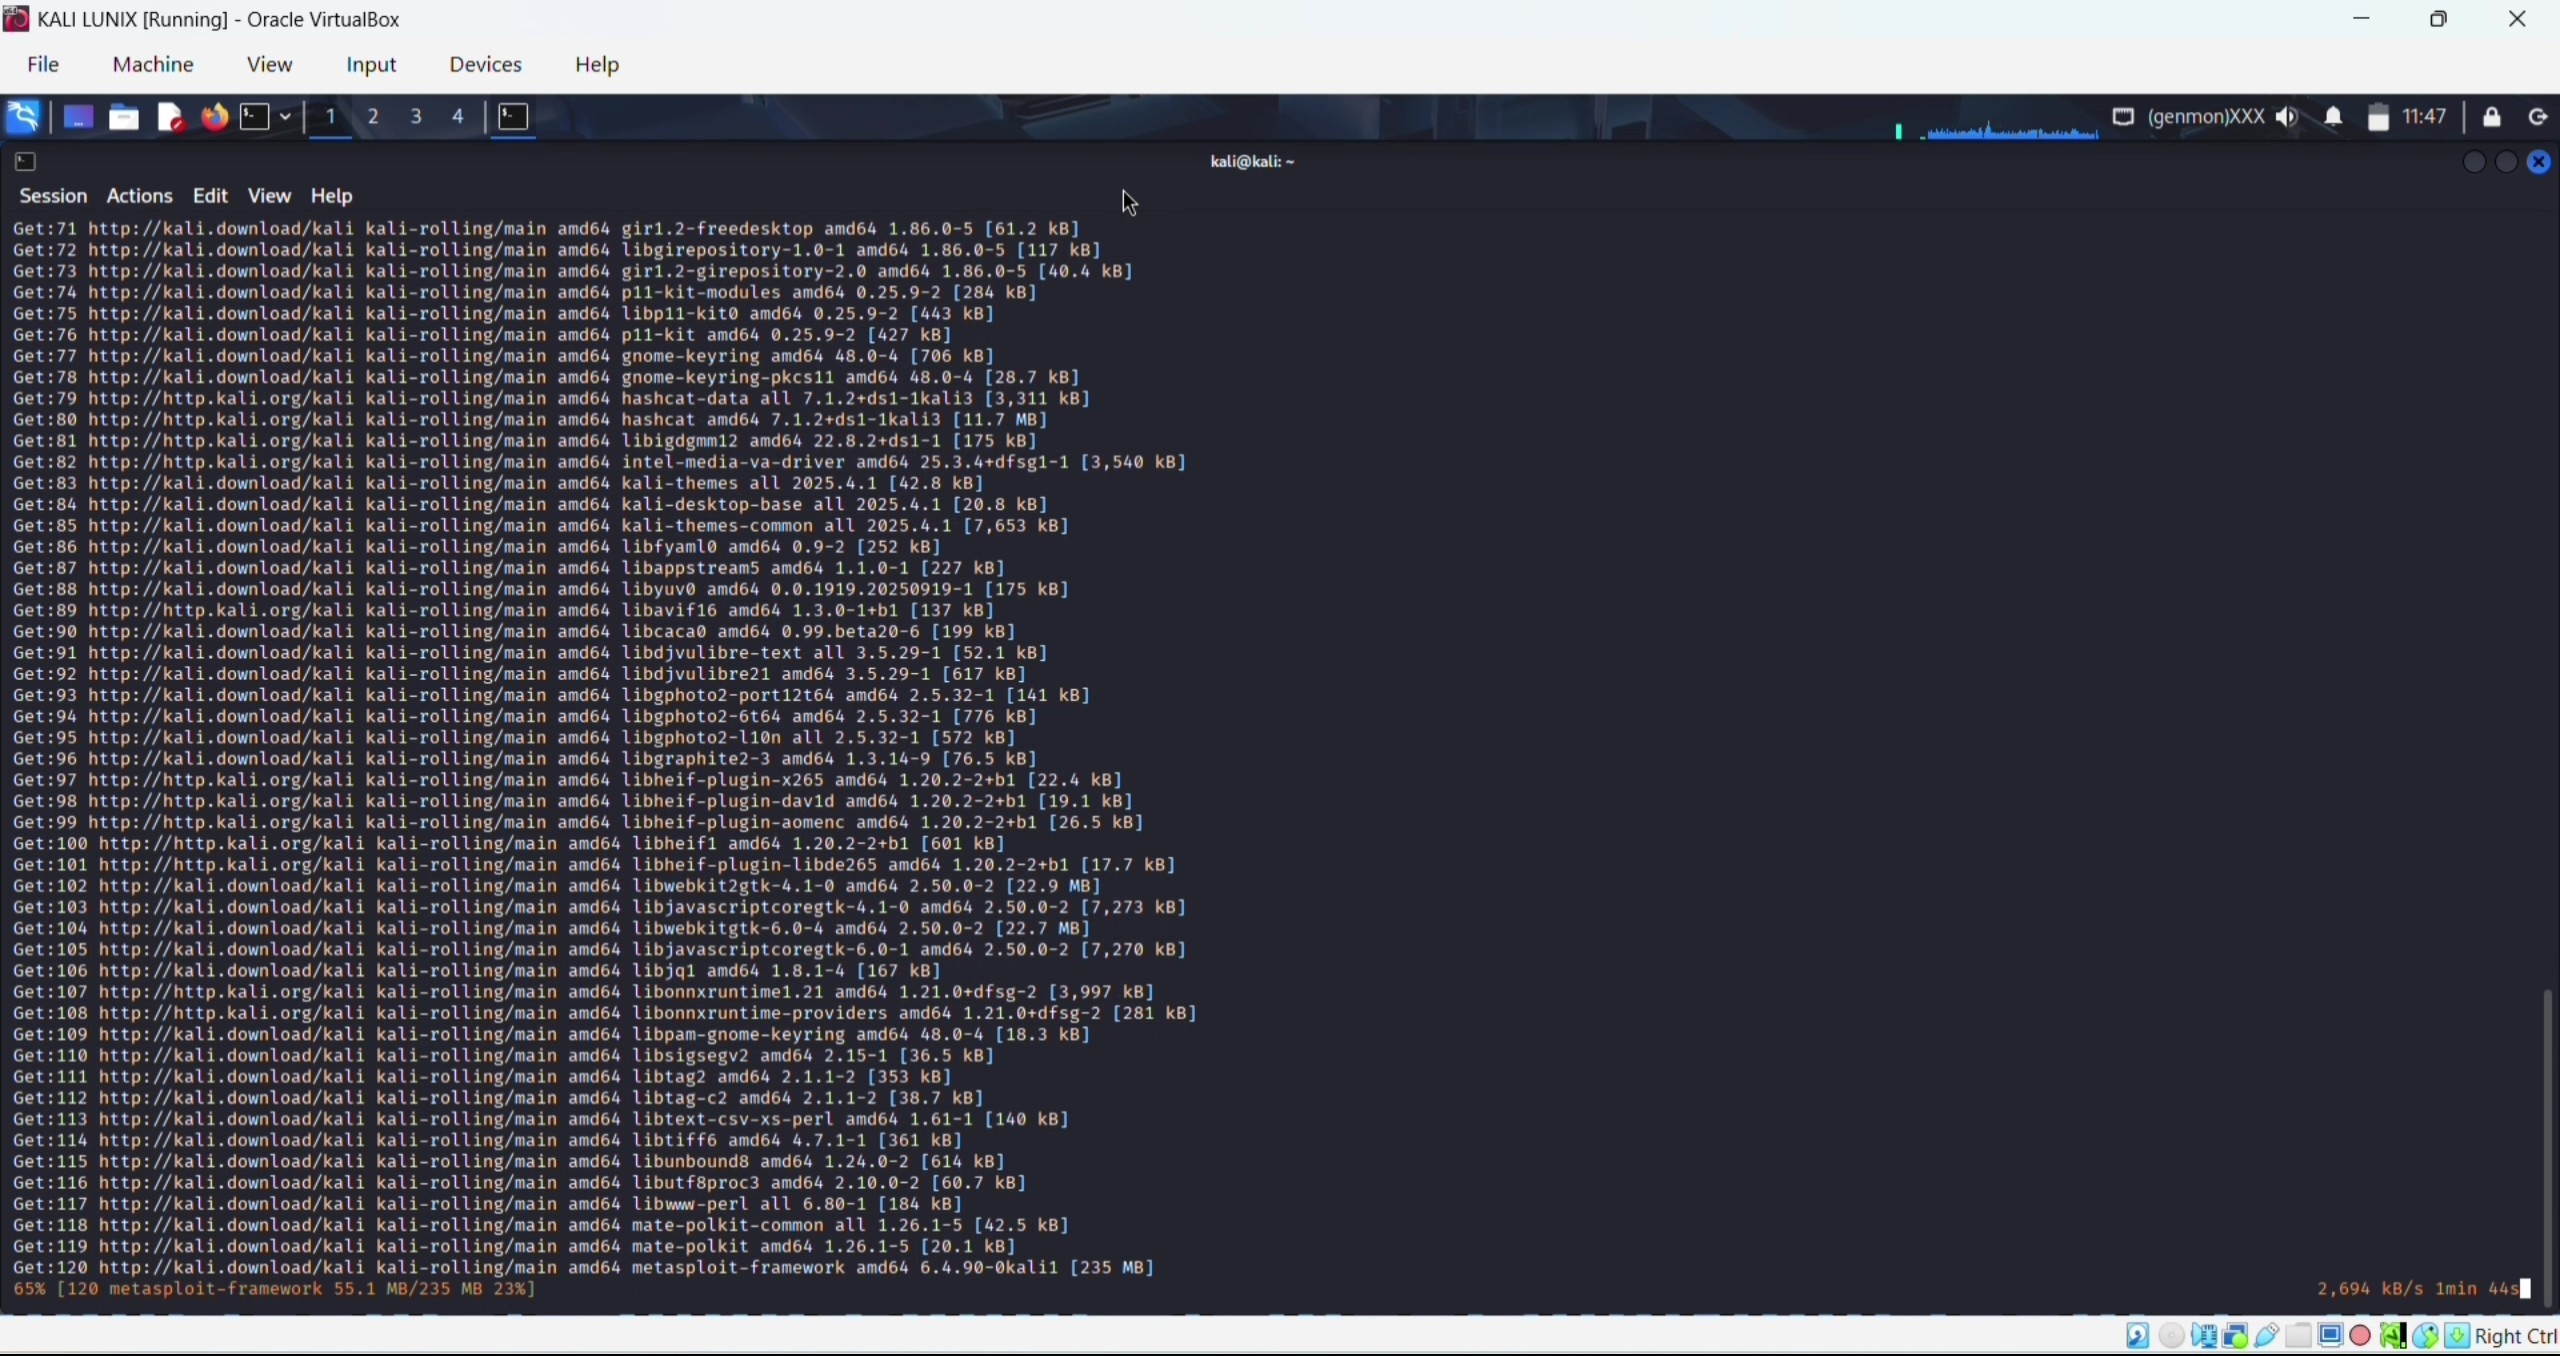 KALI LUNIX [Running] - Oracle VirtualBox
File Machine View Input Devices Help
1 2 3 4 (genmon)XXX 11:47
kali@kali: ~
Session Actions Edit View Help
Get:71 http://kali.download/kali kali-rolling/main amd64 gir1.2-freedesktop amd64 1.86.0-5 [61.2 kB]
Get:72 http://kali.download/kali kali-rolling/main amd64 libgirepository-1.0-1 amd64 1.86.0-5 [117 kB]
Get:73 http://kali.download/kali kali-rolling/main amd64 gir1.2-girepository-2.0 amd64 1.86.0-5 [40.4 kB]
Get:74 http://kali.download/kali kali-rolling/main amd64 p11-kit-modules amd64 0.25.9-2 [284 kB]
Get:75 http://kali.download/kali kali-rolling/main amd64 libp11-kit0 amd64 0.25.9-2 [443 kB]
Get:76 http://kali.download/kali kali-rolling/main amd64 p11-kit amd64 0.25.9-2 [427 kB]
Get:77 http://kali.download/kali kali-rolling/main amd64 gnome-keyring amd64 48.0-4 [706 kB]
Get:78 http://kali.download/kali kali-rolling/main amd64 gnome-keyring-pkcs11 amd64 48.0-4 [28.7 kB]
Get:79 http://http.kali.org/kali kali-rolling/main amd64 hashcat-data all 7.1.2+ds1-1kali3 [3,311 kB]
Get:80 http://http.kali.org/kali kali-rolling/main amd64 hashcat amd64 7.1.2+ds1-1kali3 [11.7 MB]
Get:81 http://http.kali.org/kali kali-rolling/main amd64 libigdgmm12 amd64 22.8.2+ds1-1 [175 kB]
Get:82 http://http.kali.org/kali kali-rolling/main amd64 intel-media-va-driver amd64 25.3.4+dfsg1-1 [3,540 kB]
Get:83 http://kali.download/kali kali-rolling/main amd64 kali-themes all 2025.4.1 [42.8 kB]
Get:84 http://kali.download/kali kali-rolling/main amd64 kali-desktop-base all 2025.4.1 [20.8 kB]
Get:85 http://kali.download/kali kali-rolling/main amd64 kali-themes-common all 2025.4.1 [7,653 kB]
Get:86 http://kali.download/kali kali-rolling/main amd64 libfyaml0 amd64 0.9-2 [252 kB]
Get:87 http://kali.download/kali kali-rolling/main amd64 libappstream5 amd64 1.1.0-1 [227 kB]
Get:88 http://kali.download/kali kali-rolling/main amd64 libyuv0 amd64 0.0.1919.20250919-1 [175 kB]
Get:89 http://http.kali.org/kali kali-rolling/main amd64 libavif16 amd64 1.3.0-1+b1 [137 kB]
Get:90 http://kali.download/kali kali-rolling/main amd64 libcaca0 amd64 0.99.beta20-6 [199 kB]
Get:91 http://kali.download/kali kali-rolling/main amd64 libdjvulibre-text all 3.5.29-1 [52.1 kB]
Get:92 http://kali.download/kali kali-rolling/main amd64 libdjvulibre21 amd64 3.5.29-1 [617 kB]
Get:93 http://kali.download/kali kali-rolling/main amd64 libgphoto2-port12t64 amd64 2.5.32-1 [141 kB]
Get:94 http://kali.download/kali kali-rolling/main amd64 libgphoto2-6t64 amd64 2.5.32-1 [776 kB]
Get:95 http://kali.download/kali kali-rolling/main amd64 libgphoto2-l10n all 2.5.32-1 [572 kB]
Get:96 http://kali.download/kali kali-rolling/main amd64 libgraphite2-3 amd64 1.3.14-9 [76.5 kB]
Get:97 http://http.kali.org/kali kali-rolling/main amd64 libheif-plugin-x265 amd64 1.20.2-2+b1 [22.4 kB]
Get:98 http://http.kali.org/kali kali-rolling/main amd64 libheif-plugin-dav1d amd64 1.20.2-2+b1 [19.1 kB]
Get:99 http://http.kali.org/kali kali-rolling/main amd64 libheif-plugin-aomenc amd64 1.20.2-2+b1 [26.5 kB]
Get:100 http://http.kali.org/kali kali-rolling/main amd64 libheif1 amd64 1.20.2-2+b1 [601 kB]
Get:101 http://http.kali.org/kali kali-rolling/main amd64 libheif-plugin-libde265 amd64 1.20.2-2+b1 [17.7 kB]
Get:102 http://kali.download/kali kali-rolling/main amd64 libwebkit2gtk-4.1-0 amd64 2.50.0-2 [22.9 MB]
Get:103 http://kali.download/kali kali-rolling/main amd64 libjavascriptcoregtk-4.1-0 amd64 2.50.0-2 [7,273 kB]
Get:104 http://kali.download/kali kali-rolling/main amd64 libwebkitgtk-6.0-4 amd64 2.50.0-2 [22.7 MB]
Get:105 http://kali.download/kali kali-rolling/main amd64 libjavascriptcoregtk-6.0-1 amd64 2.50.0-2 [7,270 kB]
Get:106 http://kali.download/kali kali-rolling/main amd64 libjq1 amd64 1.8.1-4 [167 kB]
Get:107 http://http.kali.org/kali kali-rolling/main amd64 libonnxruntime1.21 amd64 1.21.0+dfsg-2 [3,997 kB]
Get:108 http://http.kali.org/kali kali-rolling/main amd64 libonnxruntime-providers amd64 1.21.0+dfsg-2 [281 kB]
Get:109 http://kali.download/kali kali-rolling/main amd64 libpam-gnome-keyring amd64 48.0-4 [18.3 kB]
Get:110 http://kali.download/kali kali-rolling/main amd64 libsigsegv2 amd64 2.15-1 [36.5 kB]
Get:111 http://kali.download/kali kali-rolling/main amd64 libtag2 amd64 2.1.1-2 [353 kB]
Get:112 http://kali.download/kali kali-rolling/main amd64 libtag-c2 amd64 2.1.1-2 [38.7 kB]
Get:113 http://kali.download/kali kali-rolling/main amd64 libtext-csv-xs-perl amd64 1.61-1 [140 kB]
Get:114 http://kali.download/kali kali-rolling/main amd64 libtiff6 amd64 4.7.1-1 [361 kB]
Get:115 http://kali.download/kali kali-rolling/main amd64 libunbound8 amd64 1.24.0-2 [614 kB]
Get:116 http://kali.download/kali kali-rolling/main amd64 libutf8proc3 amd64 2.10.0-2 [60.7 kB]
Get:117 http://kali.download/kali kali-rolling/main amd64 libwww-perl all 6.80-1 [184 kB]
Get:118 http://kali.download/kali kali-rolling/main amd64 mate-polkit-common all 1.26.1-5 [42.5 kB]
Get:119 http://kali.download/kali kali-rolling/main amd64 mate-polkit amd64 1.26.1-5 [20.1 kB]
Get:120 http://kali.download/kali kali-rolling/main amd64 metasploit-framework amd64 6.4.90-0kali1 [235 MB]
65% [120 metasploit-framework 55.1 MB/235 MB 23%] 2,694 kB/s 1min 44s
Right Ctrl